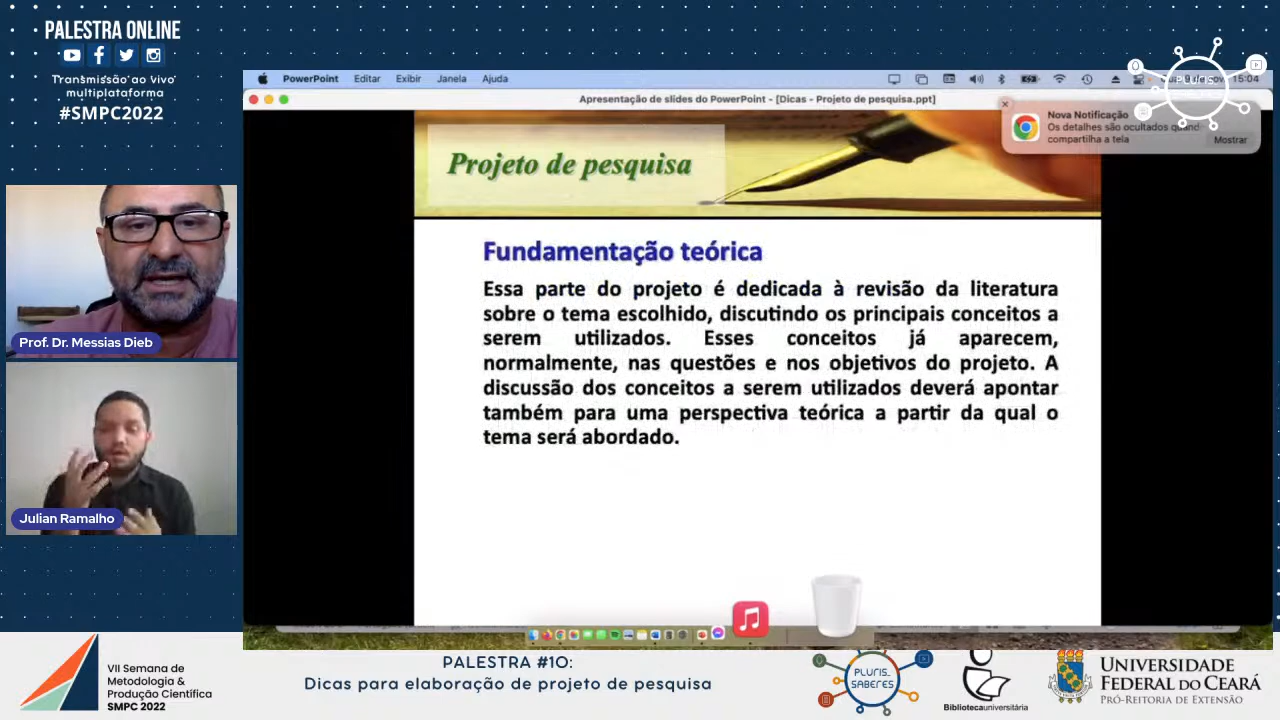 PALESTRA ONLINE
Transmissão ao vivo
multiplataforma
#SMPC2022
PowerPoint Editar Exibir Janela Ajuda
15:04
Apresentação de slides do PowerPoint - [Dicas - Projeto de pesquisa.ppt]
Nova Notificação
Os detalhes são ocultados quando
compartilha a tela
Mostrar
PLURIS_
Projeto de pesquisa
Fundamentação teórica
Essa parte do projeto é dedicada à revisão da literatura
sobre o tema escolhido, discutindo os principais conceitos a
serem utilizados. Esses conceitos já aparecem,
normalmente, nas questões e nos objetivos do projeto. A
discussão dos conceitos a serem utilizados deverá apontar
também para uma perspectiva teórica a partir da qual o
tema será abordado.
Prof. Dr. Messias Dieb
Julian Ramalho
VII Semana de
Metodologia &
Produção Científica
SMPC 2022
PALESTRA #10:
Dicas para elaboração de projeto de pesquisa
PLURIS_
SABERES
Bibliotecauniversitária
UNIVERSIDADE
FEDERAL DO CEARÁ
PRÓ-REITORIA DE EXTENSÃO